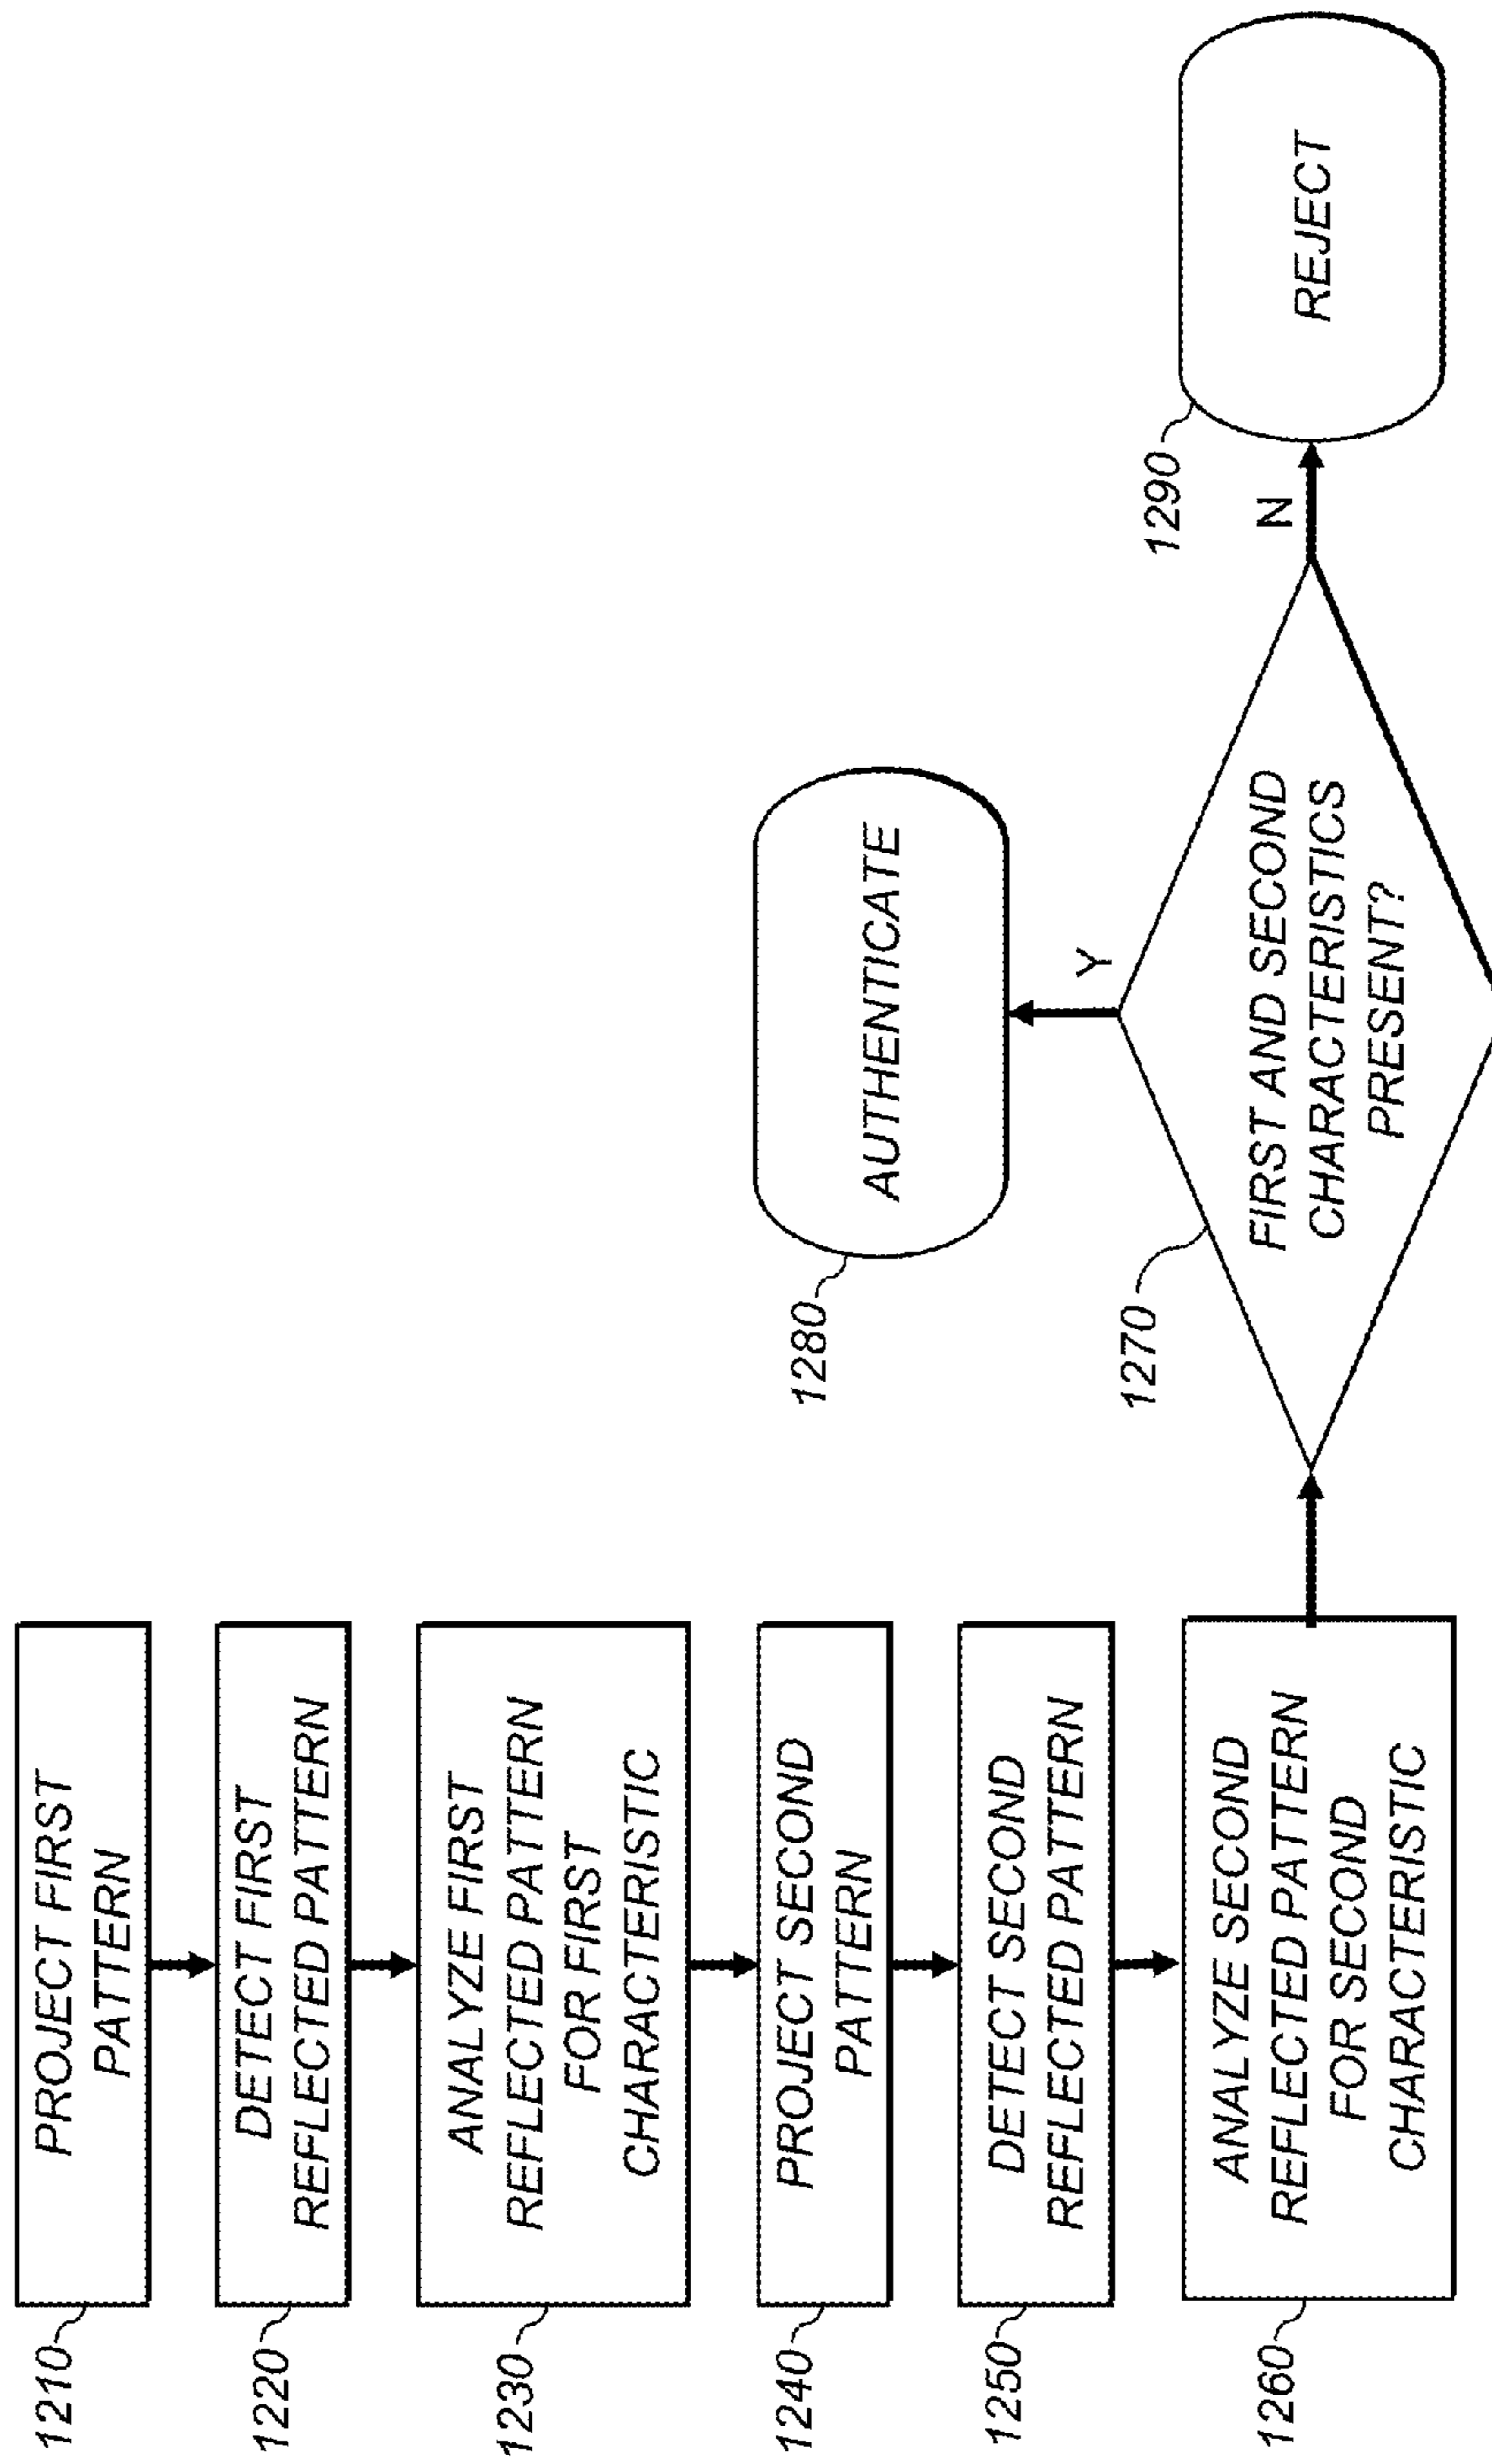 1210
PROJECT FIRST
PATTERN
1220
DETECT FIRST
REFLECTED PATTERN
1230
ANALYZE FIRST
REFLECTED PATTERN
FOR FIRST
CHARACTERISTIC
1240
PROJECT SECOND
PATTERN
1250
DETECT SECOND
REFLECTED PATTERN
1260
ANALYZE SECOND
REFLECTED PATTERN
FOR SECOND
CHARACTERISTIC
1270
FIRST AND SECOND
CHARACTERISTICS
PRESENT?
Y
1280
AUTHENTICATE
N
1290
REJECT